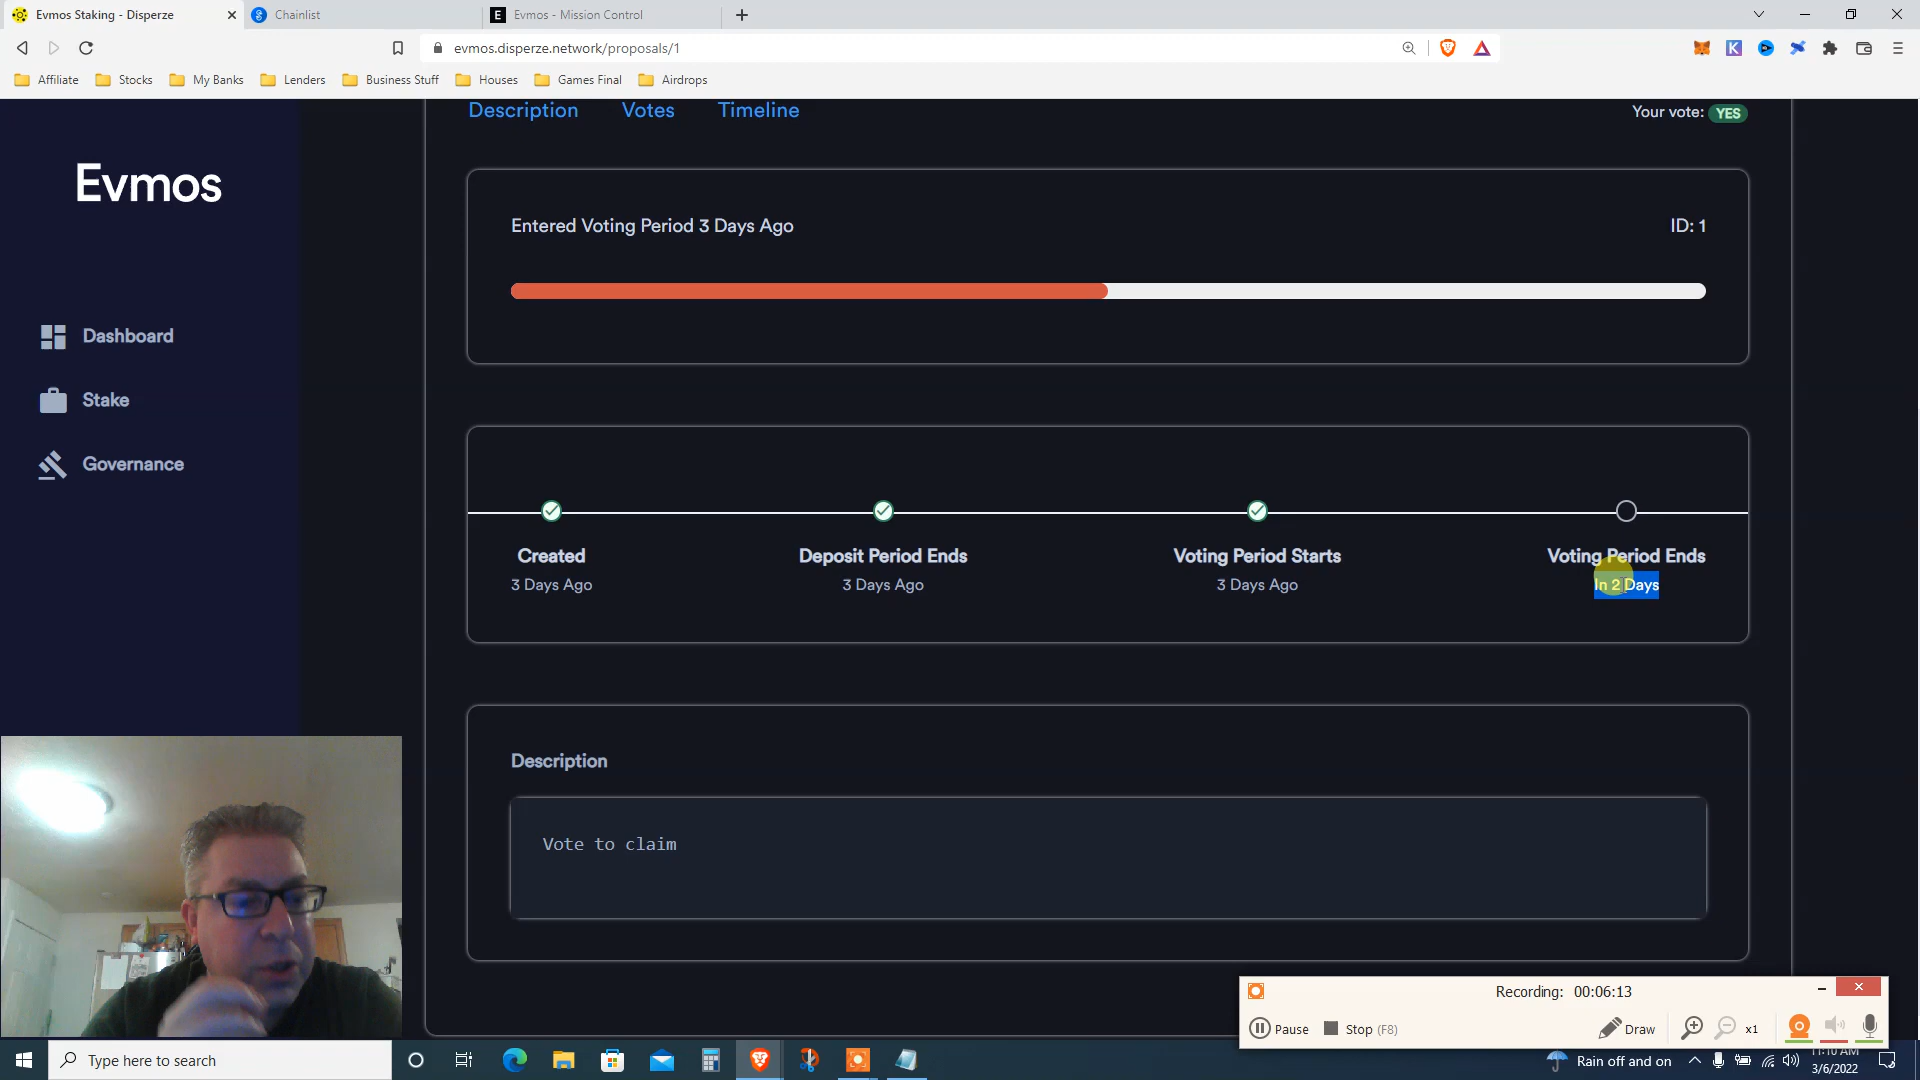 Evmos Staking - Disperze
Chainlist
E Evmos - Mission Control
evmos.disperze.network/proposals/1
Affiliate
Stocks
My Banks
Lenders
Business Stuff
Houses
Games Final
Airdrops
Evmos
Dashboard
Stake
Governance
Description
Votes
Timeline
Your vote: YES
Entered Voting Period 3 Days Ago
ID: 1
Created
3 Days Ago
Deposit Period Ends
3 Days Ago
Voting Period Starts
3 Days Ago
Voting Period Ends
In 2 Days
Description
Vote to claim
Recording: 00:06:13
Pause
Stop (F8)
Draw
x1
Type here to search
Rain off and on
11:10 AM
3/6/2022